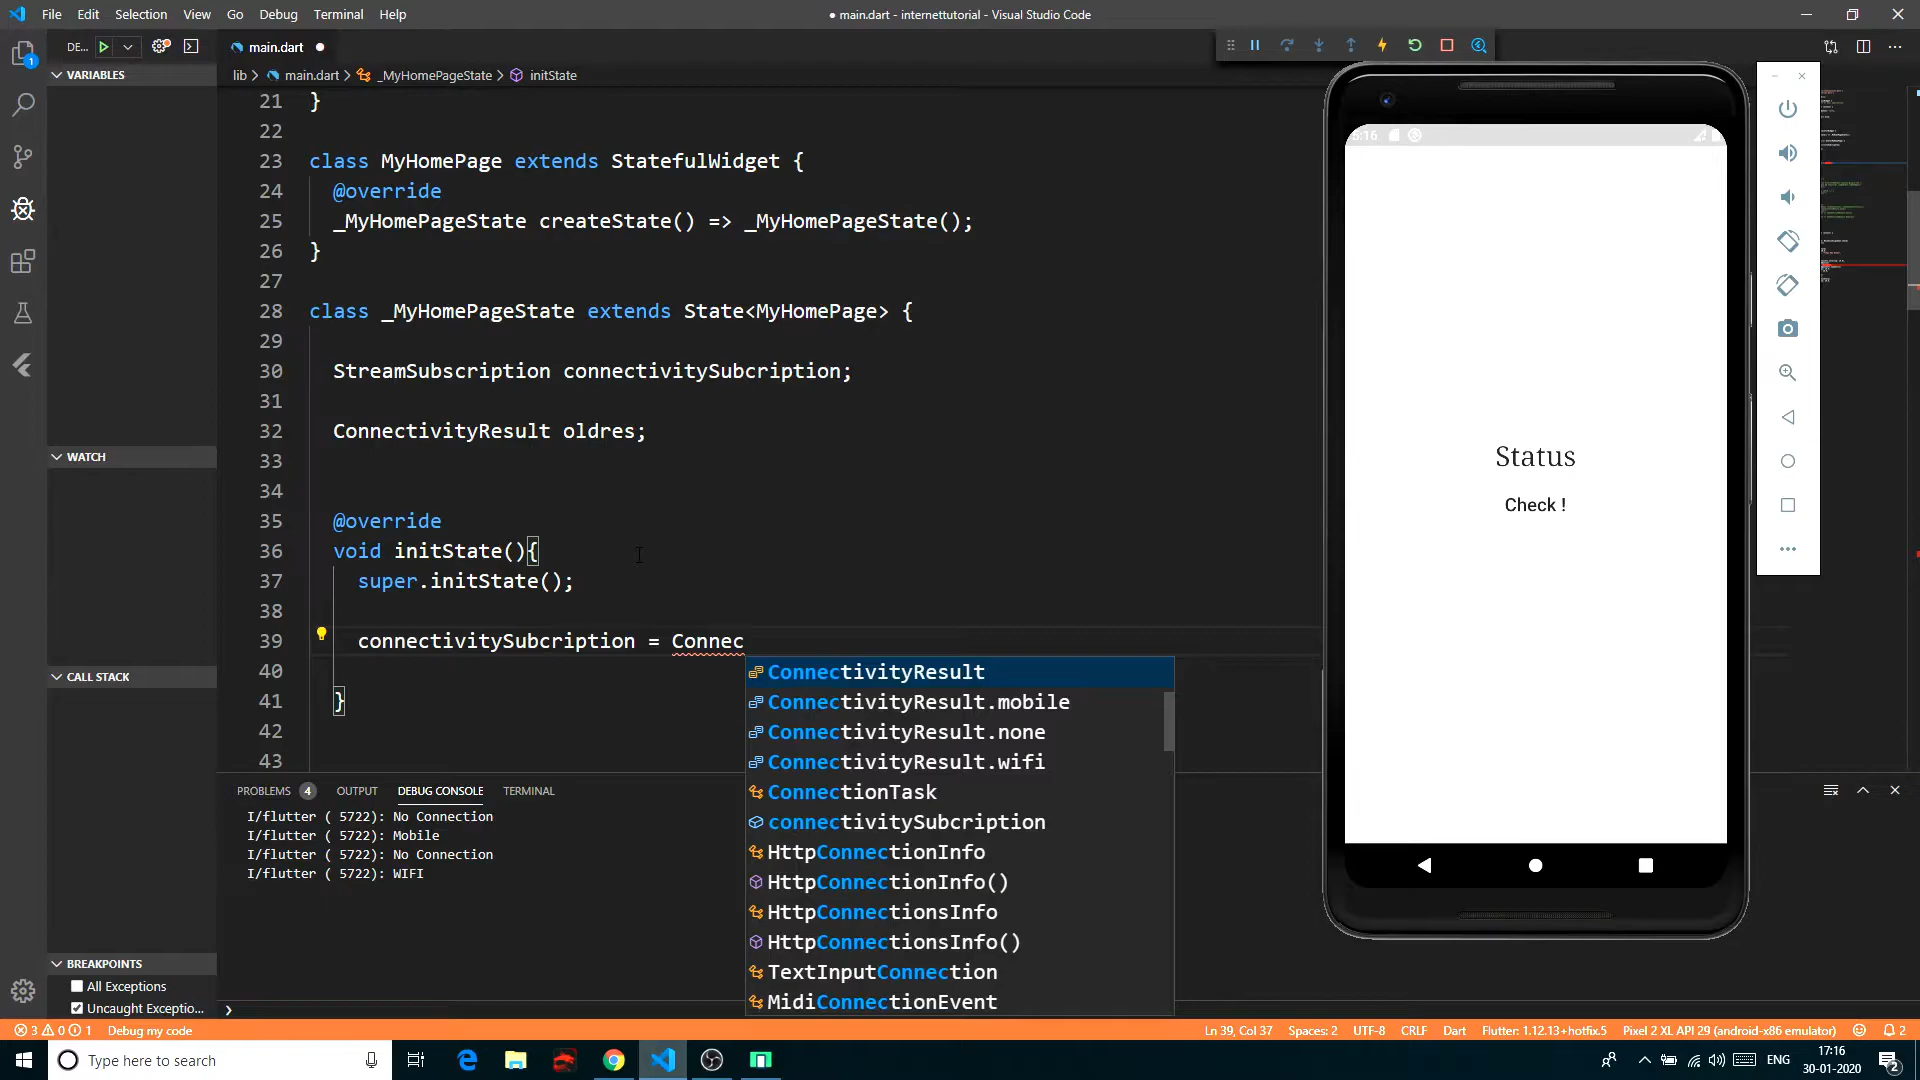 File Edit Selection View Go Debug Terminal Help
● main.dart - internettutorial - Visual Studio Code
DE...
main.dart
lib > main.dart > _MyHomePageState > initState
VARIABLES
WATCH
CALL STACK
BREAKPOINTS
All Exceptions
Uncaught Exceptio...
21 }
22
23 class MyHomePage extends StatefulWidget {
24 @override
25 _MyHomePageState createState() => _MyHomePageState();
26 }
27
28 class _MyHomePageState extends State<MyHomePage> {
29
30 StreamSubscription connectivitySubcription;
31
32 ConnectivityResult oldres;
33
34
35 @override
36 void initState(){
37 super.initState();
38
39 connectivitySubcription = Connec
40
41 }
42
43
ConnectivityResult
ConnectivityResult.mobile
ConnectivityResult.none
ConnectivityResult.wifi
ConnectionTask
connectivitySubcription
HttpConnectionInfo
HttpConnectionInfo()
HttpConnectionsInfo
HttpConnectionsInfo()
TextInputConnection
MidiConnectionEvent
PROBLEMS 4 OUTPUT DEBUG CONSOLE TERMINAL
I/flutter ( 5722): No Connection
I/flutter ( 5722): Mobile
I/flutter ( 5722): No Connection
I/flutter ( 5722): WIFI
Status
Check !
3 0 1 Debug my code
Ln 39, Col 37 Spaces: 2 UTF-8 CRLF Dart Flutter: 1.12.13+hotfix.5 Pixel 2 XL API 29 (android-x86 emulator) 2
Type here to search
ENG
17:16
30-01-2020
2